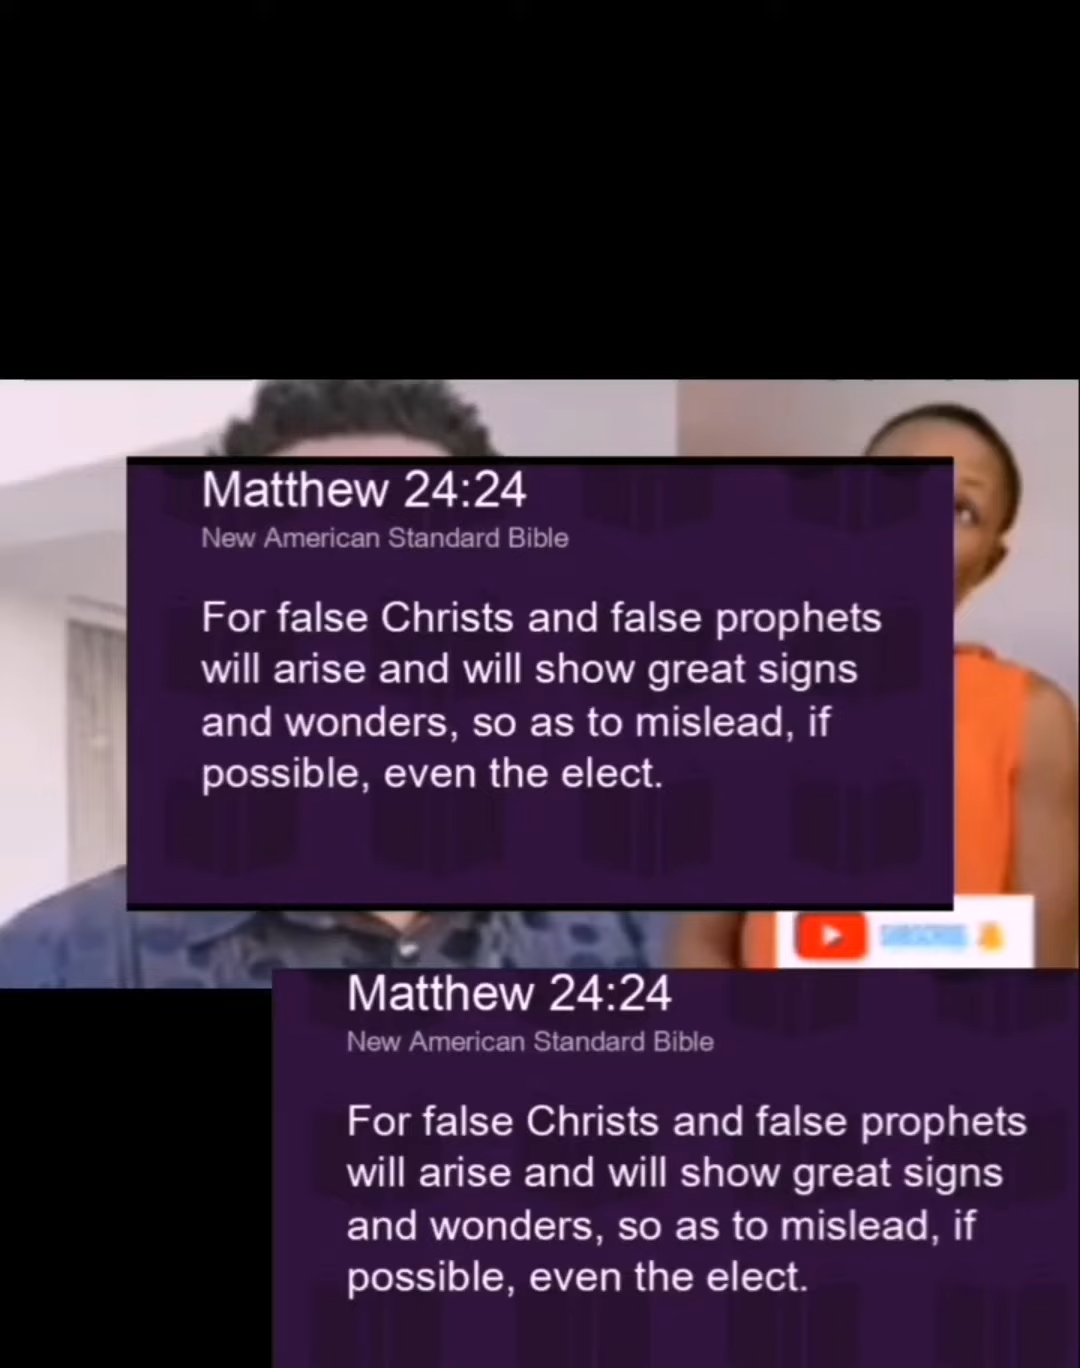 Matthew 24:24
New American Standard Bible
For false Christs and false prophets
will arise and will show great signs
and wonders, so as to mislead, if
possible, even the elect.
SUBSCRIBE
Matthew 24:24
New American Standard Bible
For false Christs and false prophets
will arise and will show great signs
and wonders, so as to mislead, if
possible, even the elect.